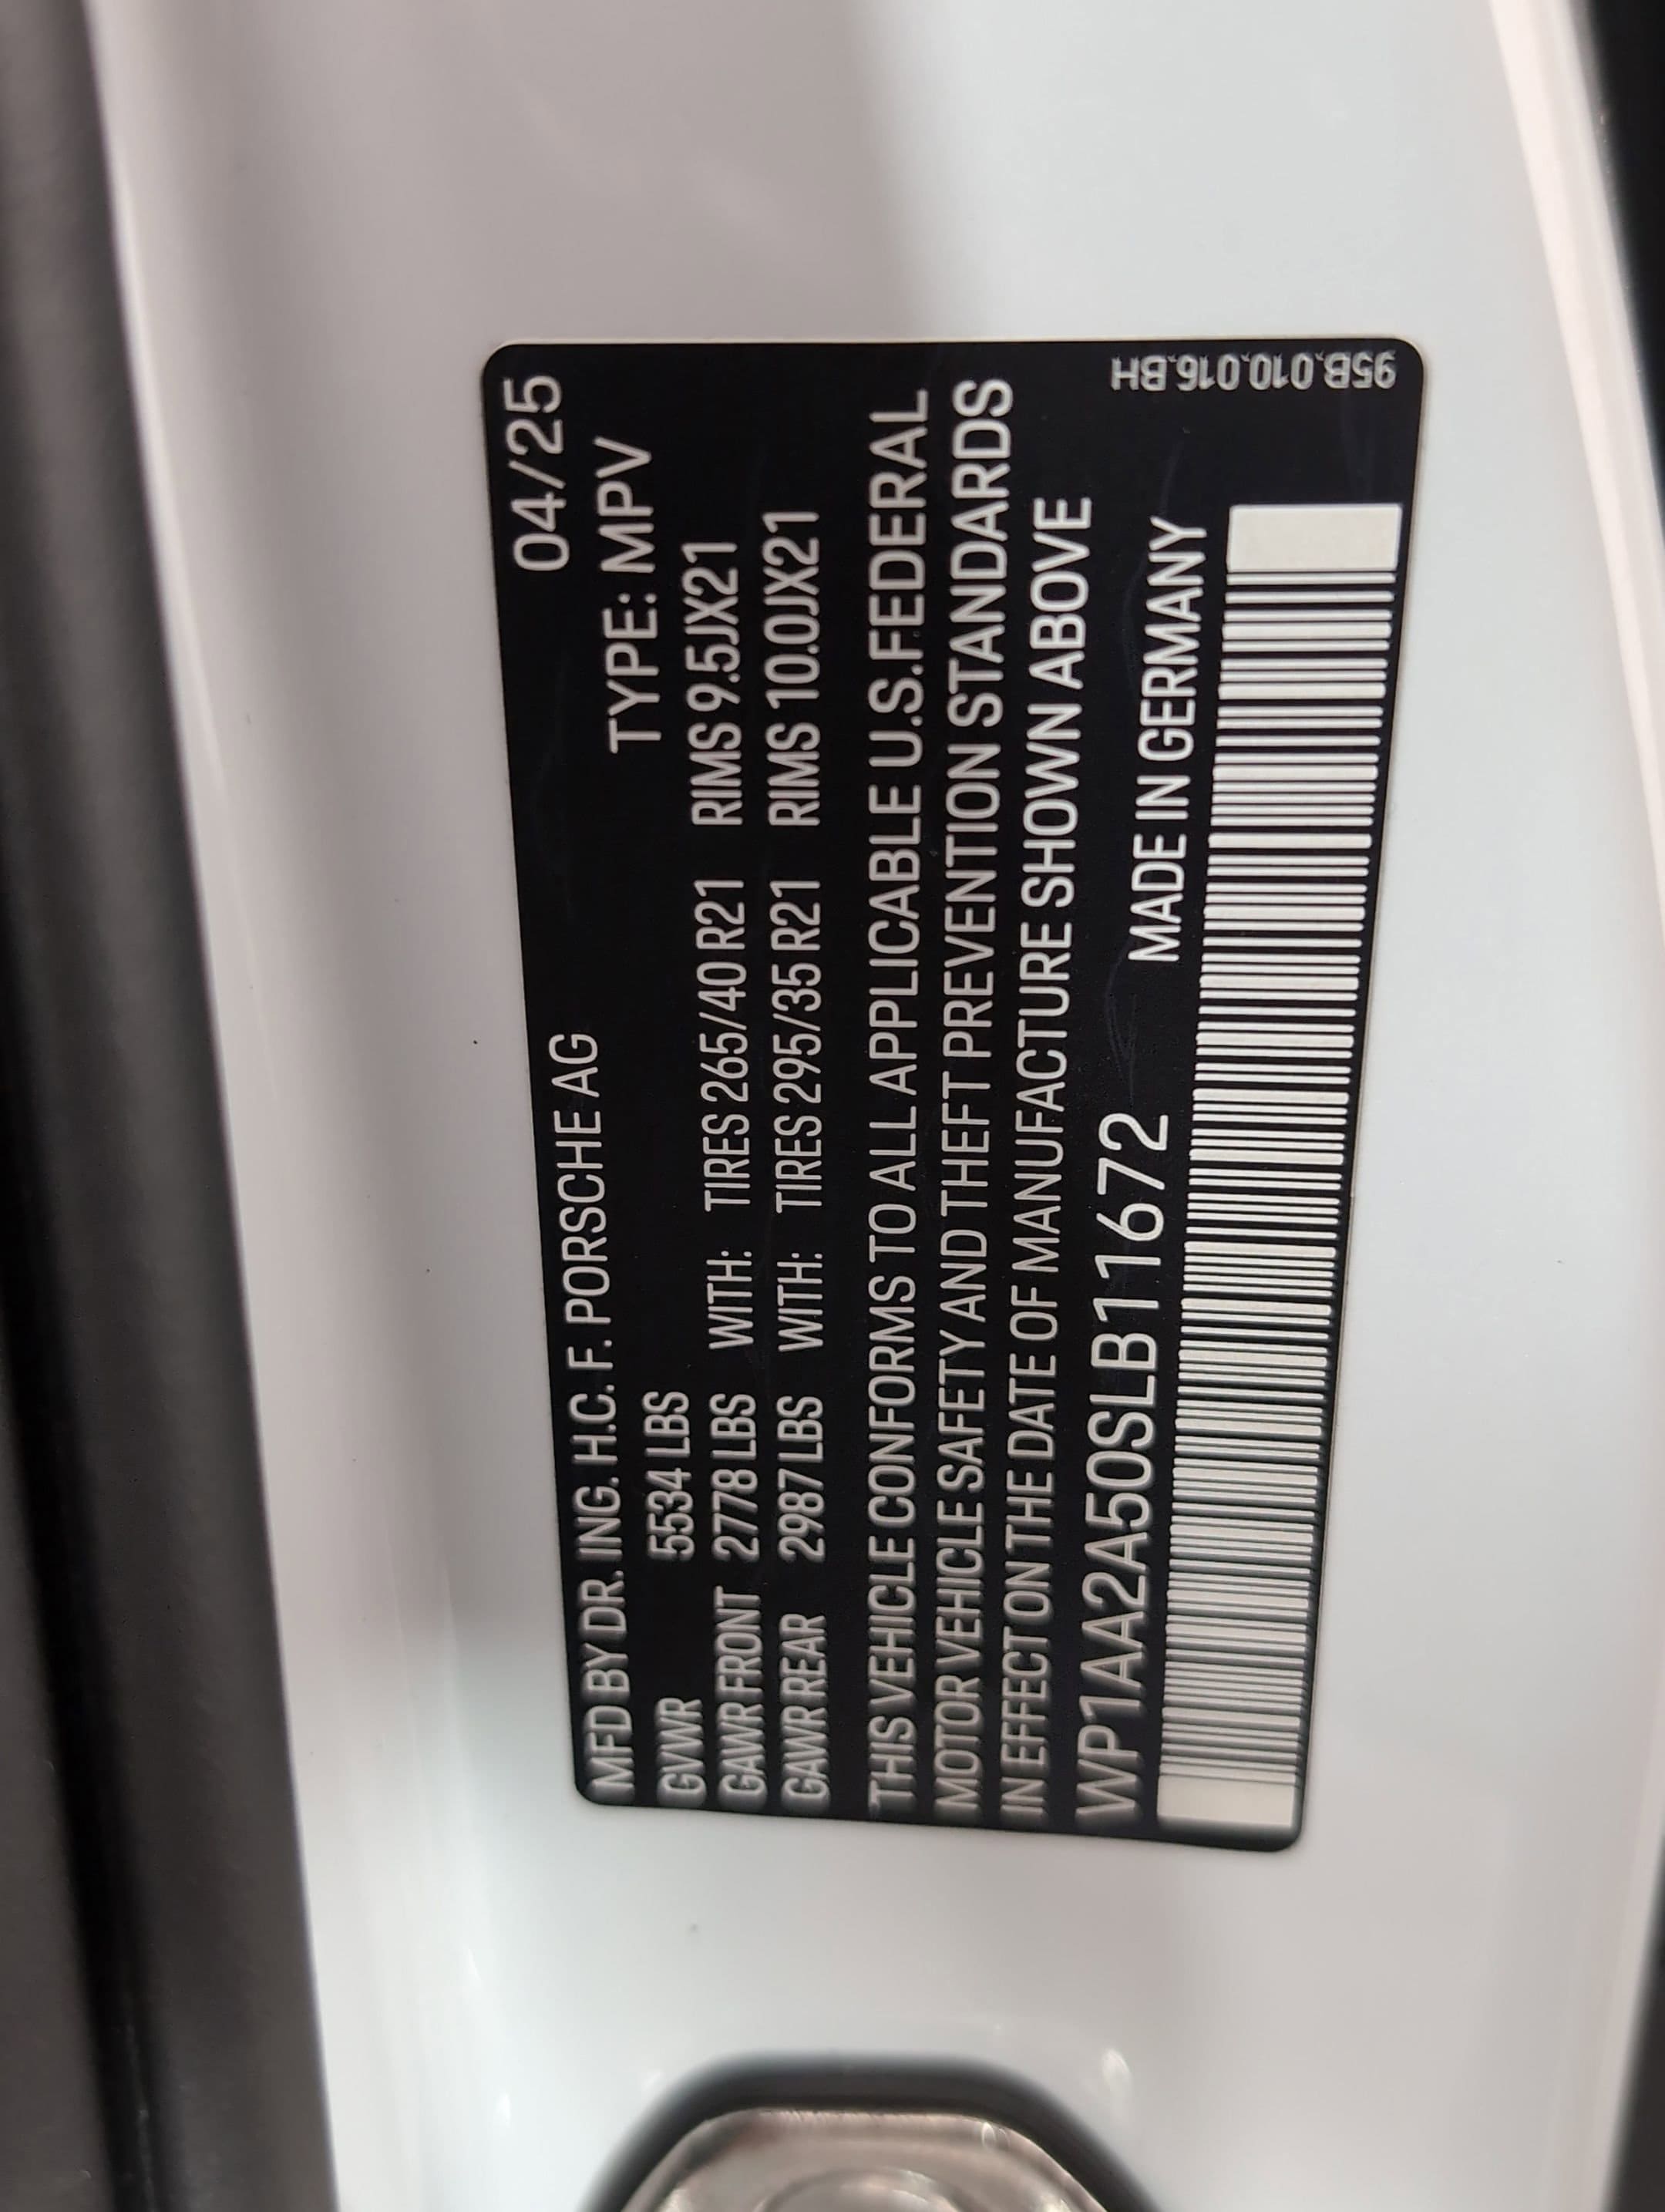 MFD BY DR. ING. H.C. F. PORSCHE AG 04/25
GVWR 5534 LBS TYPE: MPV
GAWR FRONT 2778 LBS WITH: TIRES 265/40 R21 RIMS 9.5JX21
GAWR REAR 2987 LBS WITH: TIRES 295/35 R21 RIMS 10.0JX21
THIS VEHICLE CONFORMS TO ALL APPLICABLE U.S.FEDERAL
MOTOR VEHICLE SAFETY AND THEFT PREVENTION STANDARDS
IN EFFECT ON THE DATE OF MANUFACTURE SHOWN ABOVE
WP1AA2A50SLB11672 MADE IN GERMANY
95B.010.016.BH